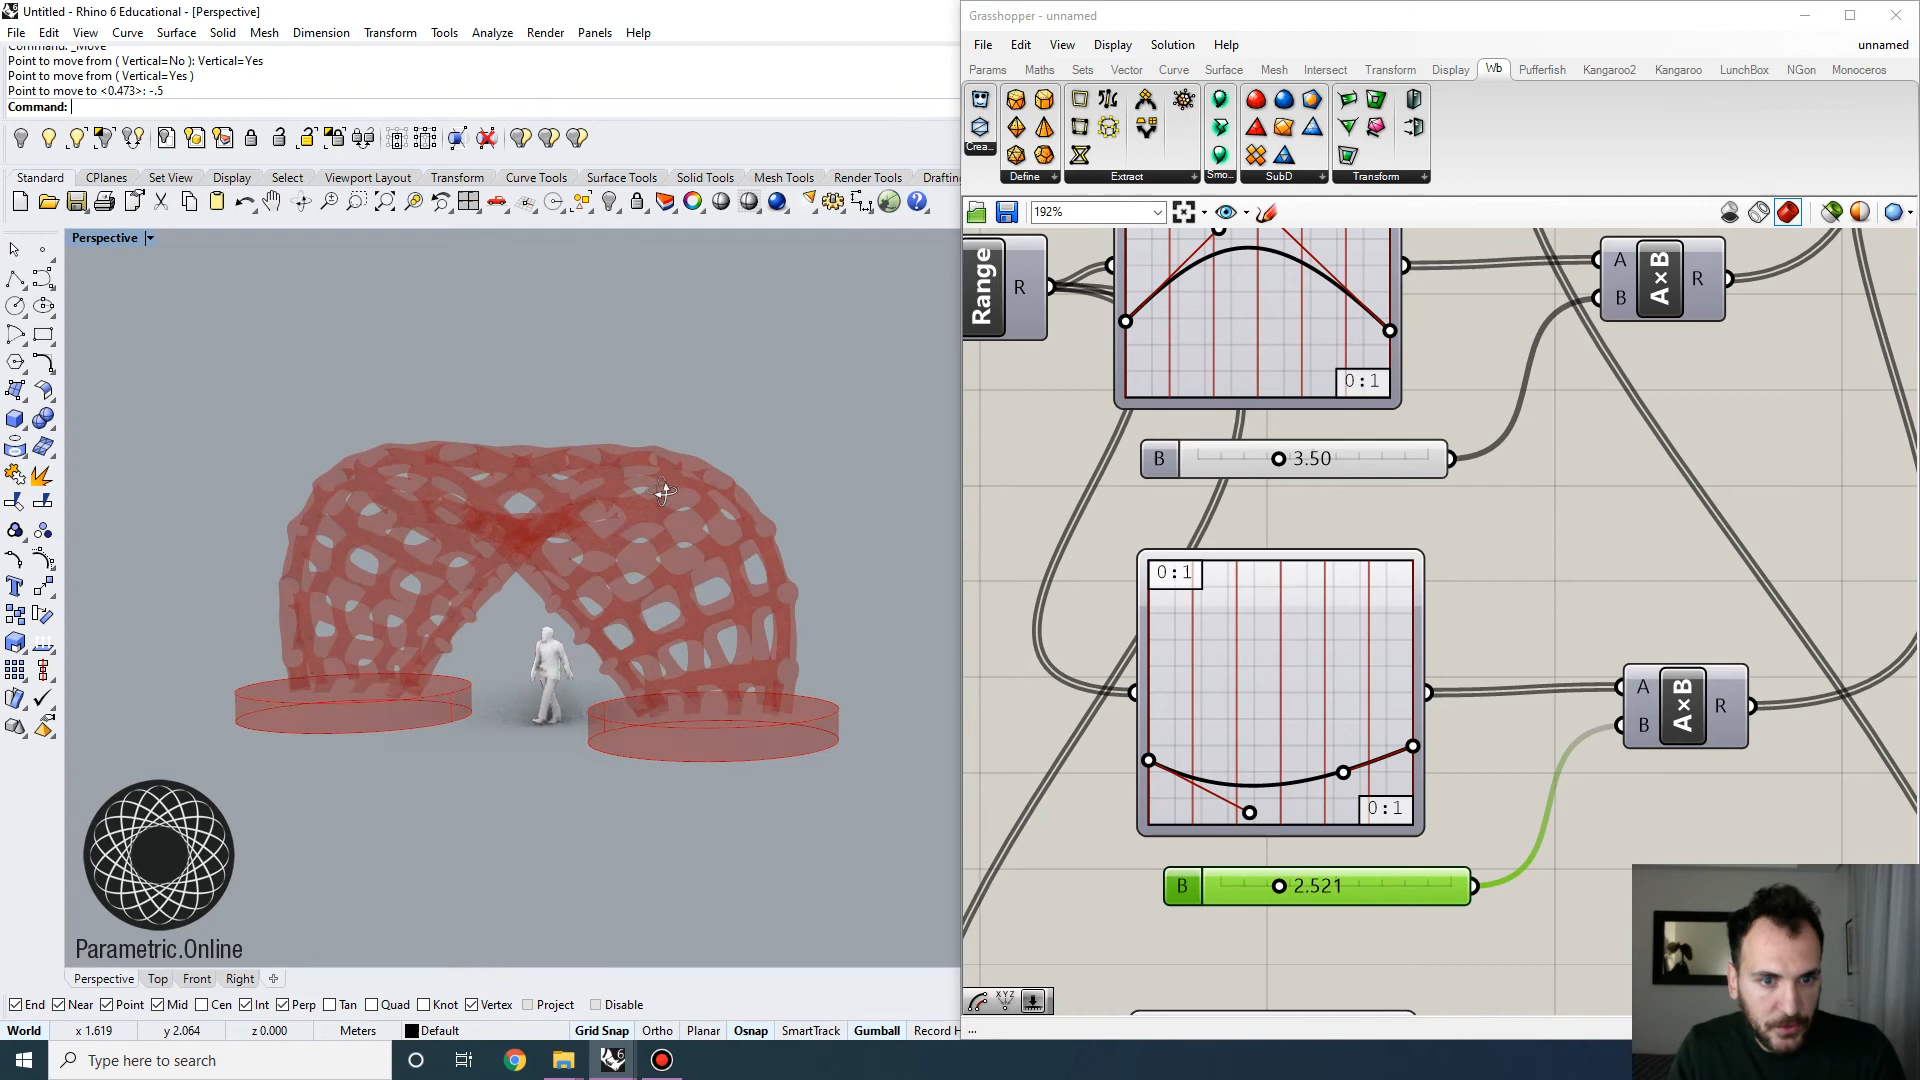 Untitled - Rhino 6 Educational - [Perspective]
File Edit View Curve Surface Solid Mesh Dimension Transform Tools Analyze Render Panels Help
Command: _Move
Point to move from ( Vertical=No ): Vertical=Yes
Point to move from ( Vertical=Yes )
Point to move to <0.473>: -.5
Command:
Standard CPlanes Set View Display Select Viewport Layout Transform Curve Tools Surface Tools Solid Tools Mesh Tools Render Tools Drafting
Perspective
Parametric.Online
Perspective Top Front Right
End Near Point Mid Cen Int Perp Tan Quad Knot Vertex Project Disable
World x 1.619 y 2.064 z 0.000 Meters Default Grid Snap Ortho Planar Osnap SmartTrack Gumball Record H
Type here to search
Grasshopper - unnamed
File Edit View Display Solution Help unnamed
Params Maths Sets Vector Curve Surface Mesh Intersect Transform Display Wb Pufferfish Kangaroo2 Kangaroo LunchBox NGon Monoceros
Crea... Define Extract Smo... SubD Transform
192%
Range R
0:1
A B A×B R
B 3.50
0:1
0:1
A B A×B R
B 2.521
...